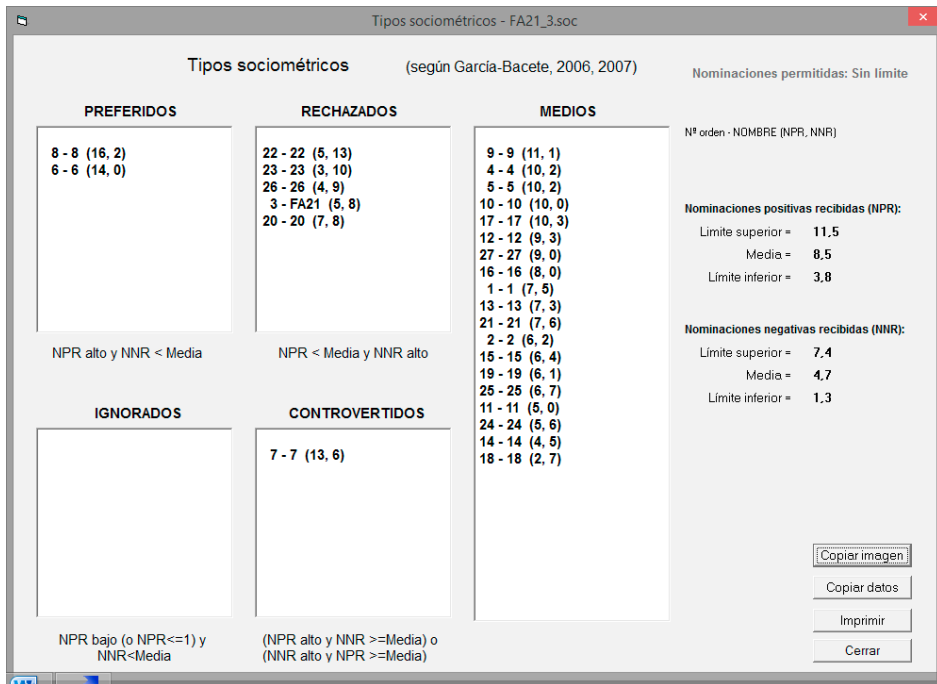 Tipos sociométricos - FA21_3.soc
Tipos sociométricos
(según García-Bacete, 2006, 2007)
Nominaciones permitidas: Sin límite
PREFERIDOS
8 - 8 (16, 2)
6 - 6 (14, 0)
NPR alto y NNR < Media
RECHAZADOS
22 - 22 (5, 13)
23 - 23 (3, 10)
26 - 26 (4, 9)
3 - FA21 (5, 8)
20 - 20 (7, 8)
NPR < Media y NNR alto
MEDIOS
9 - 9 (11, 1)
4 - 4 (10, 2)
5 - 5 (10, 2)
10 - 10 (10, 0)
17 - 17 (10, 3)
12 - 12 (9, 3)
27 - 27 (9, 0)
16 - 16 (8, 0)
1 - 1 (7, 5)
13 - 13 (7, 3)
21 - 21 (7, 6)
2 - 2 (6, 2)
15 - 15 (6, 4)
19 - 19 (6, 1)
25 - 25 (6, 7)
11 - 11 (5, 0)
24 - 24 (5, 6)
14 - 14 (4, 5)
18 - 18 (2, 7)
IGNORADOS
NPR bajo (o NPR<=1) y
NNR<Media
CONTROVERTIDOS
7 - 7 (13, 6)
(NPR alto y NNR >=Media) o
(NNR alto y NPR >=Media)
Nª orden - NOMBRE (NPR, NNR)
Nominaciones positivas recibidas (NPR):
Limite superior = 11,5
Media = 8,5
Límite inferior = 3,8
Nominaciones negativas recibidas (NNR):
Límite superior = 7,4
Media = 4,7
Límite inferior = 1,3
Copiar imagen
Copiar datos
Imprimir
Cerrar